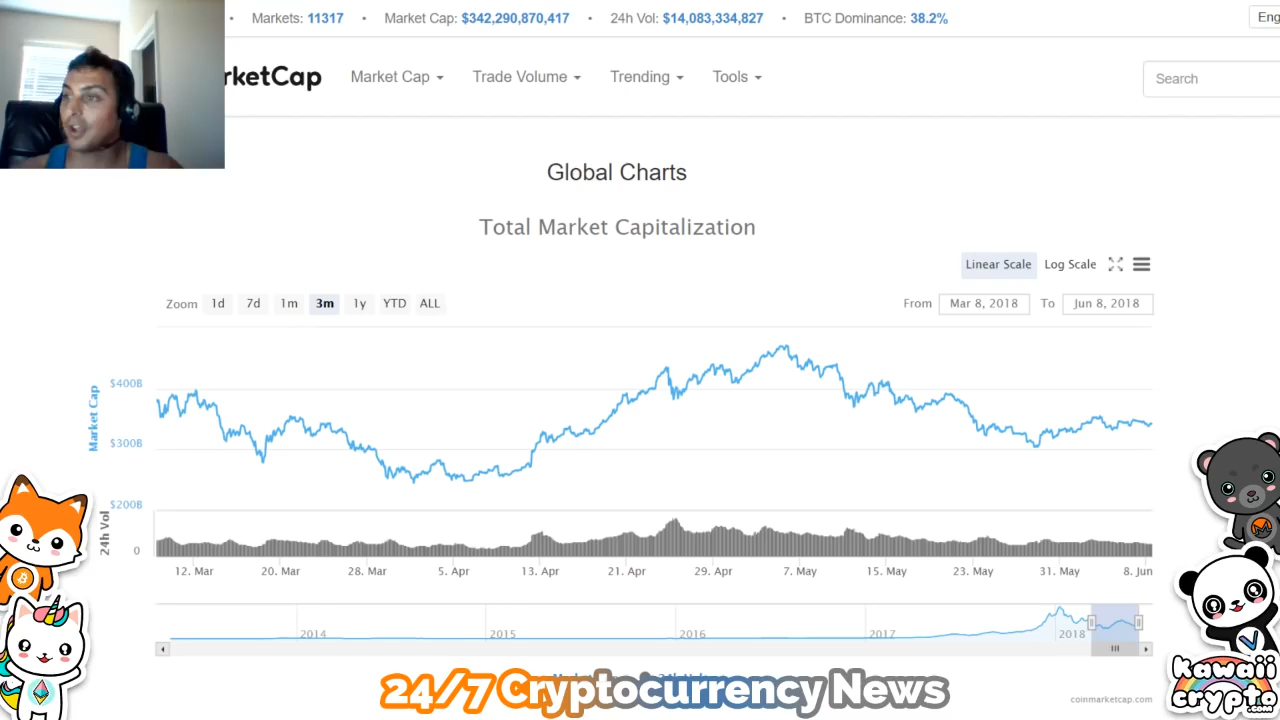 Markets: 11317 • Market Cap: $342,290,870,417 • 24h Vol: $14,083,334,827 • BTC Dominance: 38.2%
Eng
rketCap
Market Cap
Trade Volume
Trending
Tools
Search
Global Charts
Total Market Capitalization
Linear Scale
Log Scale
Zoom 1d 7d 1m 3m 1y YTD ALL
From Mar 8, 2018 To Jun 8, 2018
Market Cap
$400B
$300B
$200B
24h Vol
0
12. Mar 20. Mar 28. Mar 5. Apr 13. Apr 21. Apr 29. Apr 7. May 15. May 23. May 31. May 8. Jun
2014 2015 2016 2017 2018
24/7 Cryptocurrency News
coinmarketcap.com
kawaii
crypto
.com